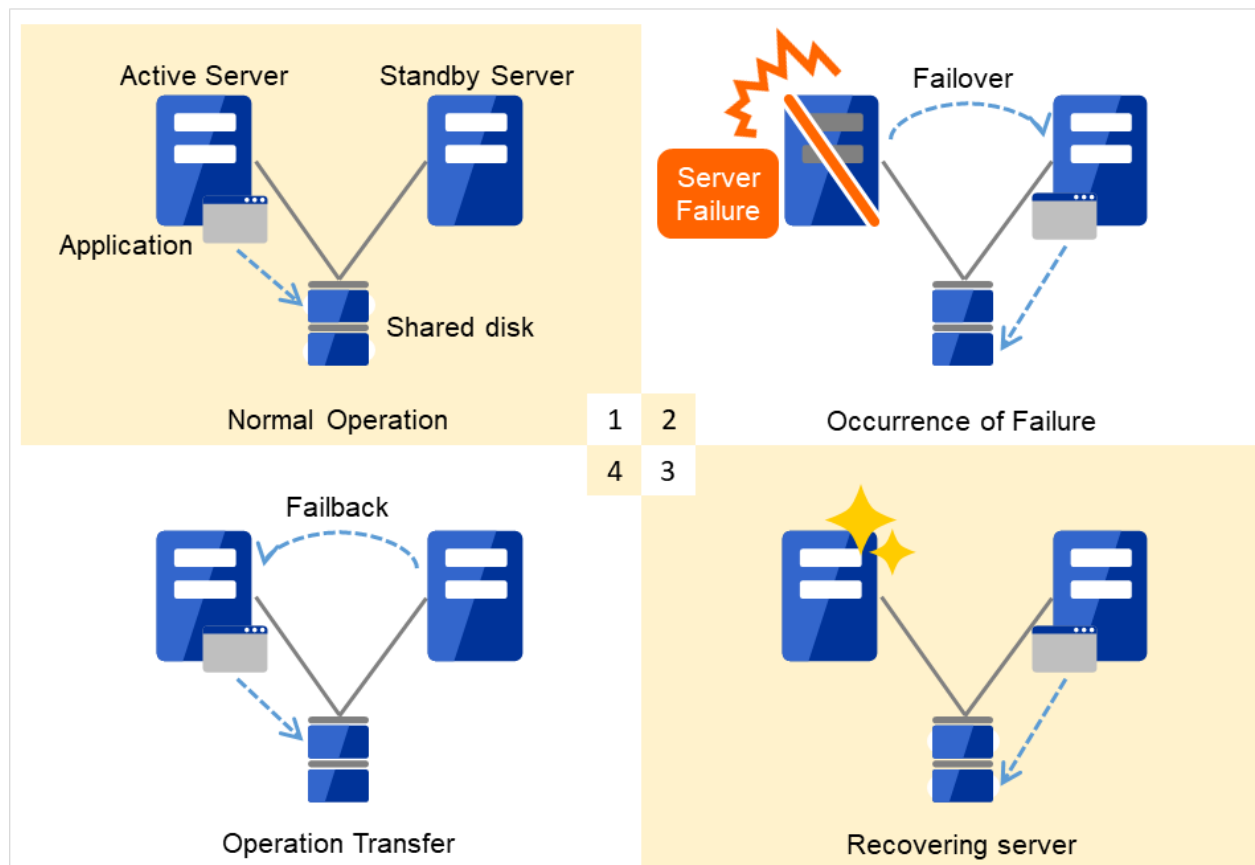 Active Server
Standby Server
Application
Shared disk
Normal Operation
1
Failover
Server
Failure
2
Occurrence of Failure
3
Recovering server
4
Failback
Operation Transfer